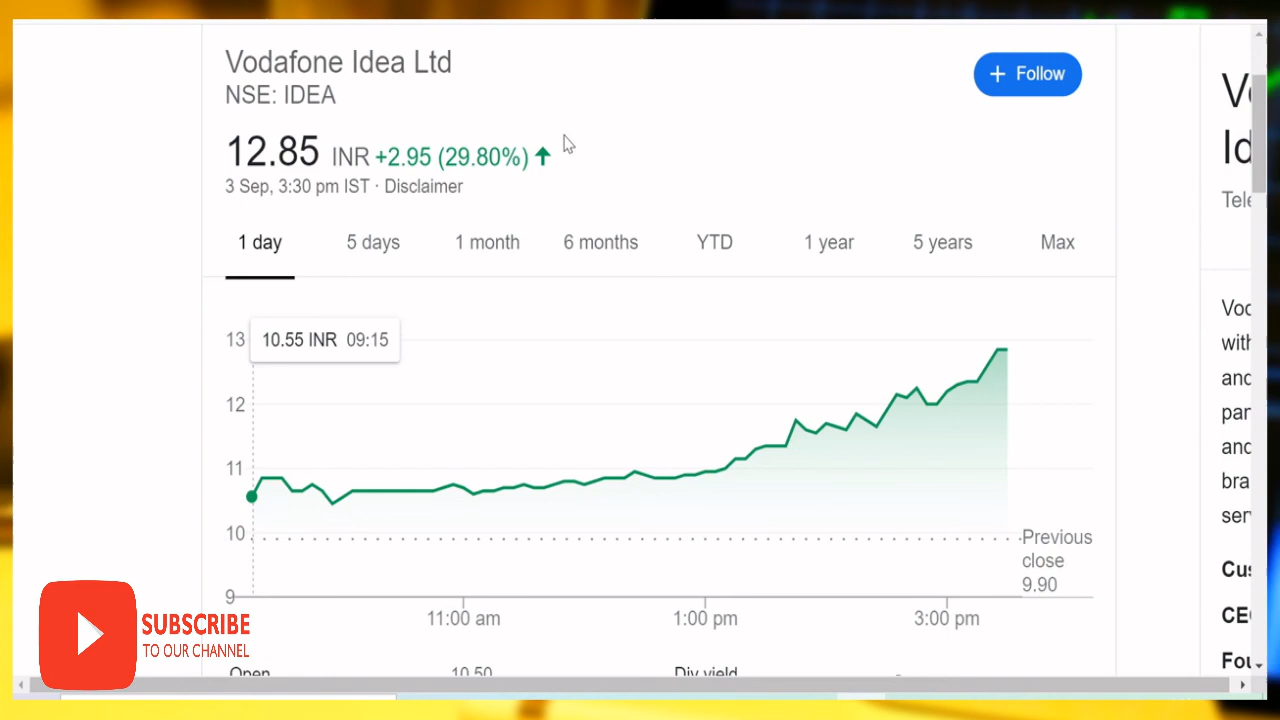 Vodafone Idea Ltd
NSE: IDEA
+ Follow
12.85 INR +2.95 (29.80%)
3 Sep, 3:30 pm IST · Disclaimer
1 day 5 days 1 month 6 months YTD 1 year 5 years Max
13
10.55 INR 09:15
12
11
10
9
Previous
close
9.90
11:00 am 1:00 pm 3:00 pm
Open 10.50 Div yield -
SUBSCRIBE
TO OUR CHANNEL